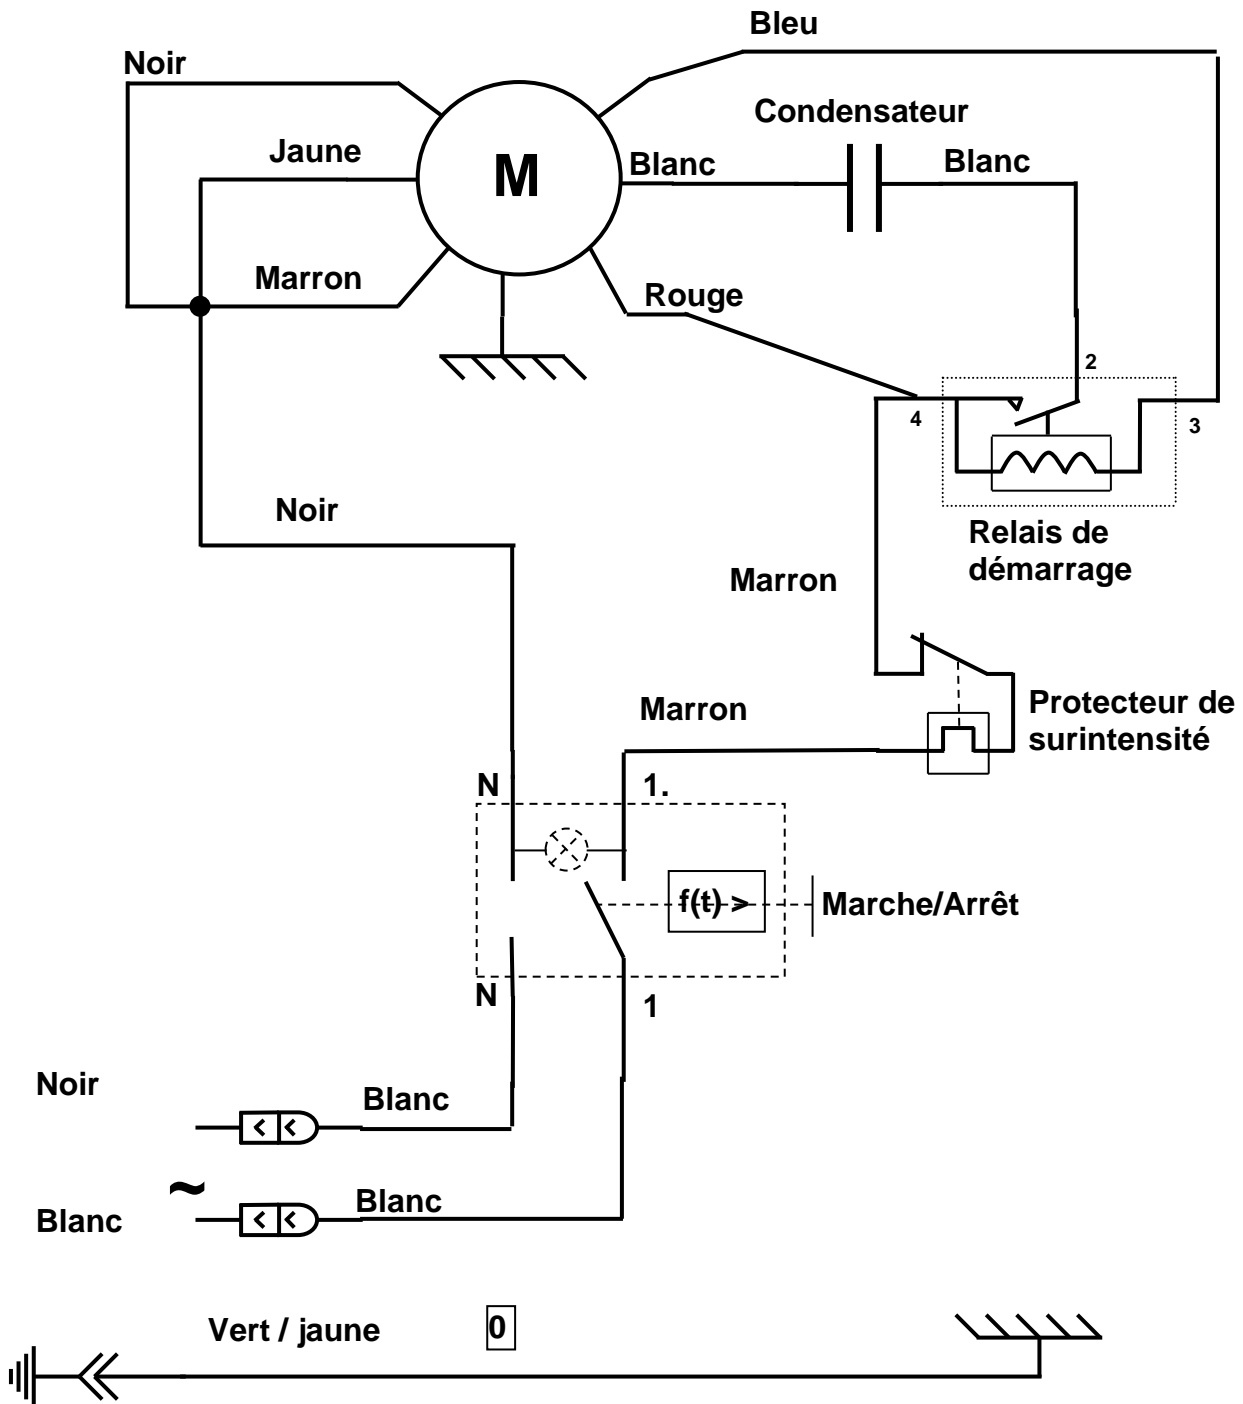 Bleu
Noir
Condensateur
Jaune
M
Blanc
Blanc
Marron
Rouge
2
4
3
Noir
Relais de
démarrage
Marron
Protecteur de
surintensité
Marron
N
1.
f(t) >
Marche/Arrêt
N
1
Noir
Blanc
~
Blanc
Blanc
Vert / jaune
0